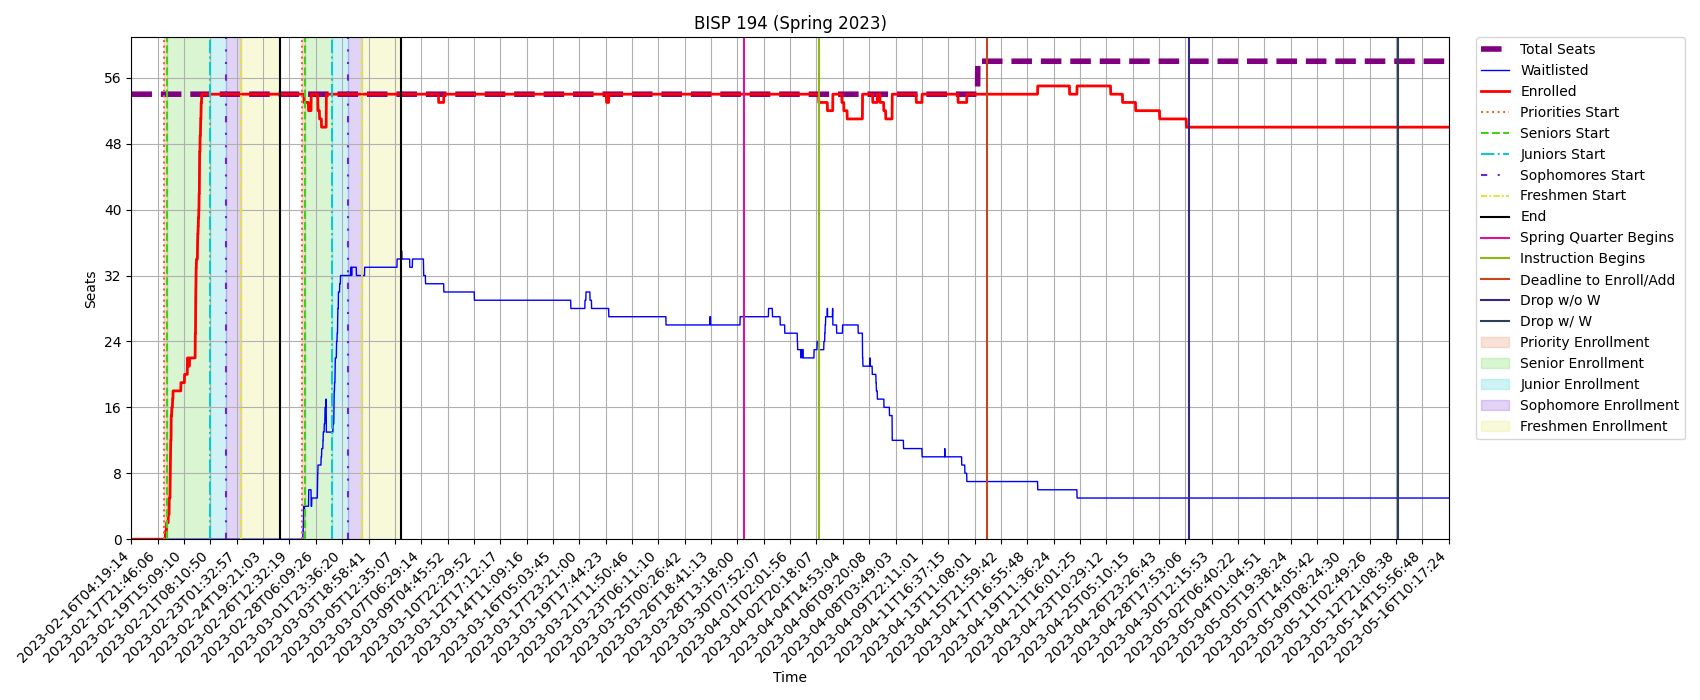 BISP 194 (Spring 2023)
Seats
56
48
40
32
24
16
8
0
2023-02-16T04:19:14
2023-02-17T21:46:06
2023-02-19T15:09:10
2023-02-21T08:10:50
2023-02-23T01:32:57
2023-02-24T19:21:03
2023-02-26T12:32:19
2023-02-28T06:09:26
2023-03-01T23:36:20
2023-03-03T18:58:41
2023-03-05T12:35:07
2023-03-07T06:29:14
2023-03-09T04:45:52
2023-03-10T22:29:52
2023-03-12T17:12:17
2023-03-14T11:09:16
2023-03-16T05:03:45
2023-03-17T23:21:00
2023-03-19T17:44:23
2023-03-21T11:50:46
2023-03-23T06:11:10
2023-03-25T00:26:42
2023-03-26T18:41:13
2023-03-28T13:18:00
2023-03-30T07:52:07
2023-04-01T02:01:56
2023-04-02T20:18:07
2023-04-04T14:53:04
2023-04-06T09:20:08
2023-04-08T03:49:03
2023-04-09T22:11:01
2023-04-11T16:37:15
2023-04-13T11:08:01
2023-04-15T21:59:42
2023-04-17T16:55:48
2023-04-19T11:36:24
2023-04-21T06:01:25
2023-04-23T10:29:12
2023-04-25T05:10:15
2023-04-26T23:26:43
2023-04-28T17:53:06
2023-04-30T12:15:53
2023-05-02T06:40:22
2023-05-04T01:04:51
2023-05-05T19:38:24
2023-05-07T14:05:42
2023-05-09T08:24:30
2023-05-11T02:49:26
2023-05-12T21:08:38
2023-05-14T15:56:48
2023-05-16T10:17:24
Time
Total Seats
Waitlisted
Enrolled
Priorities Start
Seniors Start
Juniors Start
Sophomores Start
Freshmen Start
End
Spring Quarter Begins
Instruction Begins
Deadline to Enroll/Add
Drop w/o W
Drop w/ W
Priority Enrollment
Senior Enrollment
Junior Enrollment
Sophomore Enrollment
Freshmen Enrollment